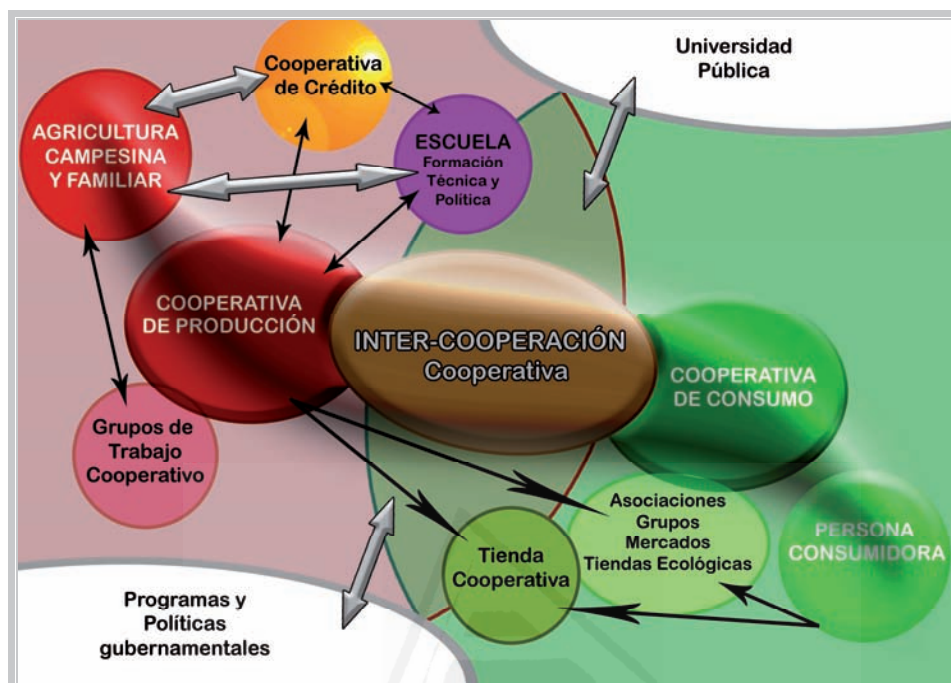 Cooperativa
de Crédito
Universidad
Pública
AGRICULTURA
CAMPESINA
Y FAMILIAR
ESCUELA
Formación
Técnica y
Política
COOPERATIVA
DE PRODUCCIÓN
INTER-COOPERACIÓN
Cooperativa
COOPERATIVA
DE CONSUMO
Grupos de
Trabajo
Cooperativo
Asociaciones
Grupos
Mercados
Tiendas Ecológicas
PERSONA
CONSUMIDORA
Tienda
Cooperativa
Programas y
Políticas
gubernamentales